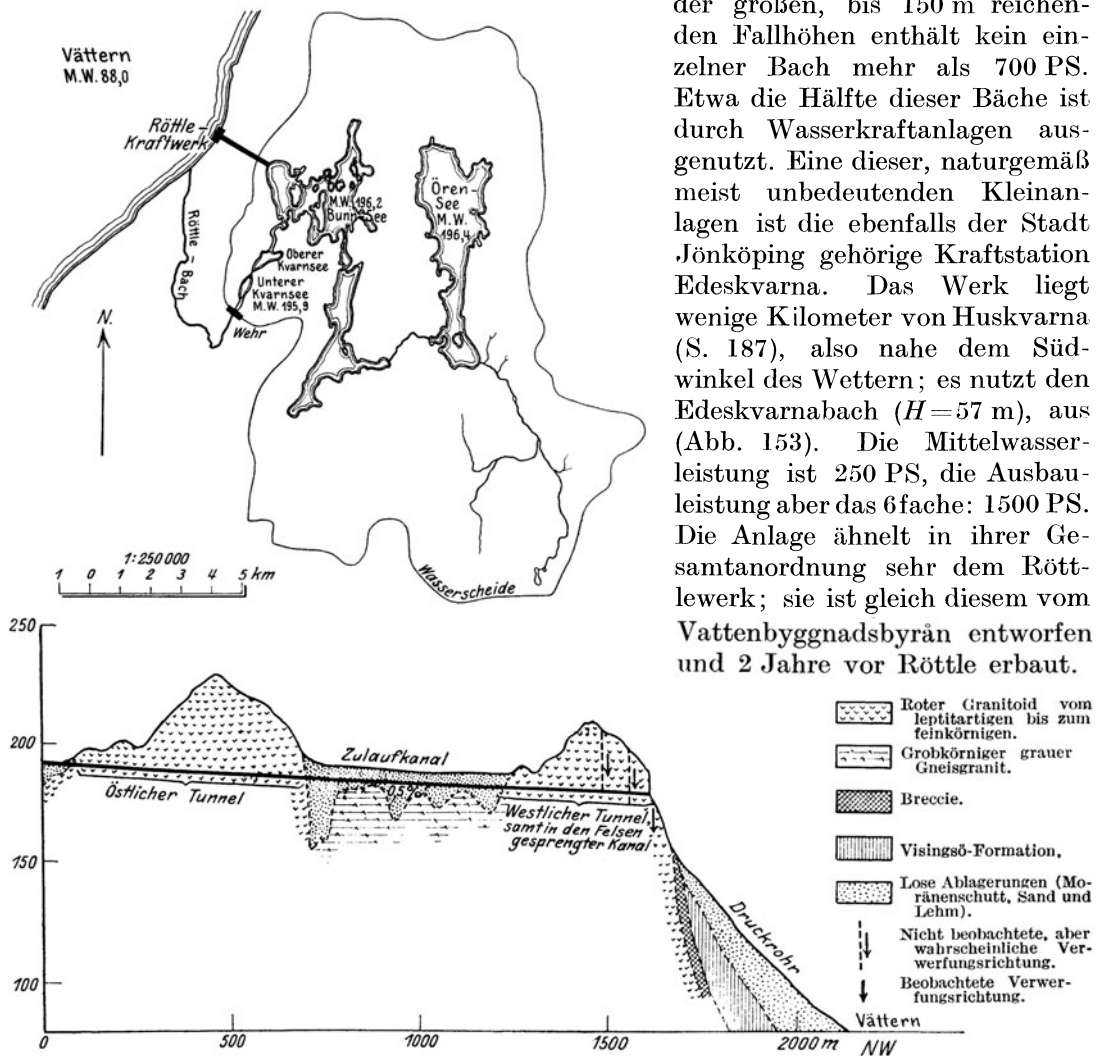 der großen, bis 150 m reichen-
den Fallhöhen enthält kein ein-
zelner Bach mehr als 700 PS.
Etwa die Hälfte dieser Bäche ist
durch Wasserkraftanlagen aus-
genutzt. Eine dieser, naturgemäß
meist unbedeutenden Kleinan-
lagen ist die ebenfalls der Stadt
Jönköping gehörige Kraftstation
Edeskvarna. Das Werk liegt
wenige Kilometer von Huskvarna
(S. 187), also nahe dem Süd-
winkel des Wettern; es nutzt den
Edeskvarnabach (H = 57 m), aus
(Abb. 153). Die Mittelwasser-
leistung ist 250 PS, die Ausbau-
leistung aber das 6fache: 1500 PS.
Die Anlage ähnelt in ihrer Ge-
samtanordnung sehr dem Rött-
lewerk; sie ist gleich diesem vom
Vattenbyggnadsbyrån entworfen
und 2 Jahre vor Röttle erbaut.
Vättern
M.W. 88,0
Röttle-
Kraftwerk
M.W. 196,2
Bunn-See
Ören-
See
M.W.
196,4
Röttle-Bach
Oberer
Kvarnsee
Unterer
Kvarnsee
M.W. 195,9
Wehr
N.
Wasserscheide
1:250 000
1 0 1 2 3 4 5 km
250
200
150
100
Östlicher Tunnel
Zulaufkanal
0,5‰
Westlicher Tunnel,
samt in den Felsen
gesprengter Kanal
Druckrohr
Vättern
0 500 1000 1500 2000 m NW
Roter Granitoid vom
leptitartigen bis zum
feinkörnigen.
Grobkörniger grauer
Gneisgranit.
Breccie.
Visingsö-Formation,
Lose Ablagerungen (Mo-
ränenschutt, Sand und
Lehm).
Nicht beobachtete, aber
wahrscheinliche Ver-
werfungsrichtung.
Beobachtete Verwer-
fungsrichtung.